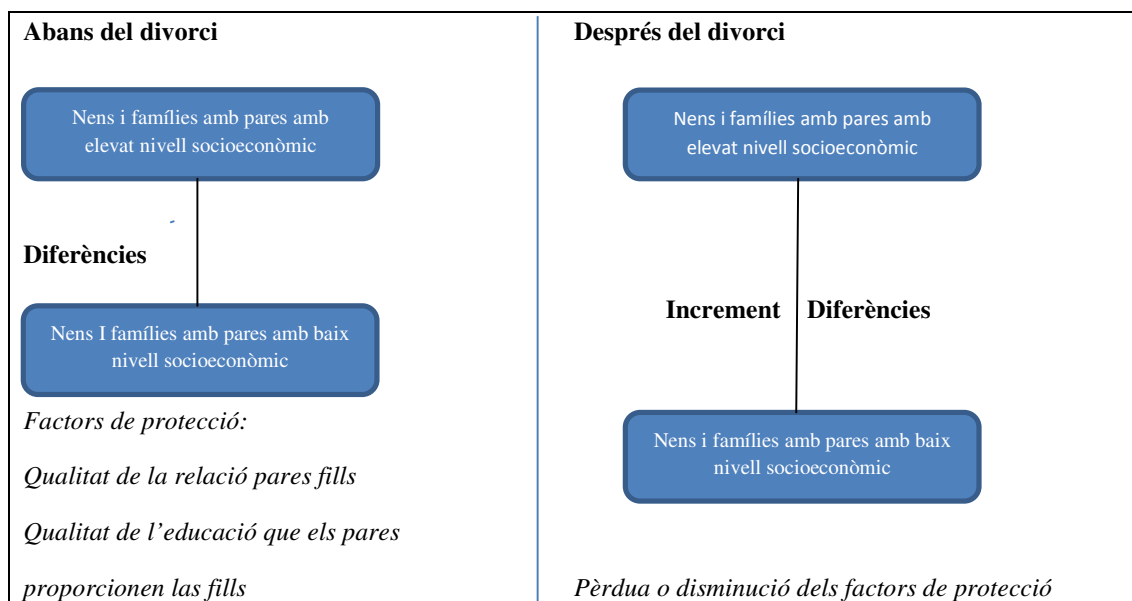 Abans del divorci
Nens i famílies amb pares amb
elevat nivell socioeconòmic
Diferències
Nens I famílies amb pares amb baix
nivell socioeconòmic
Factors de protecció:
Qualitat de la relació pares fills
Qualitat de l’educació que els pares
proporcionen las fills
Després del divorci
Nens i famílies amb pares amb
elevat nivell socioeconòmic
Increment Diferències
Nens i famílies amb pares amb baix
nivell socioeconòmic
Pèrdua o disminució dels factors de protecció